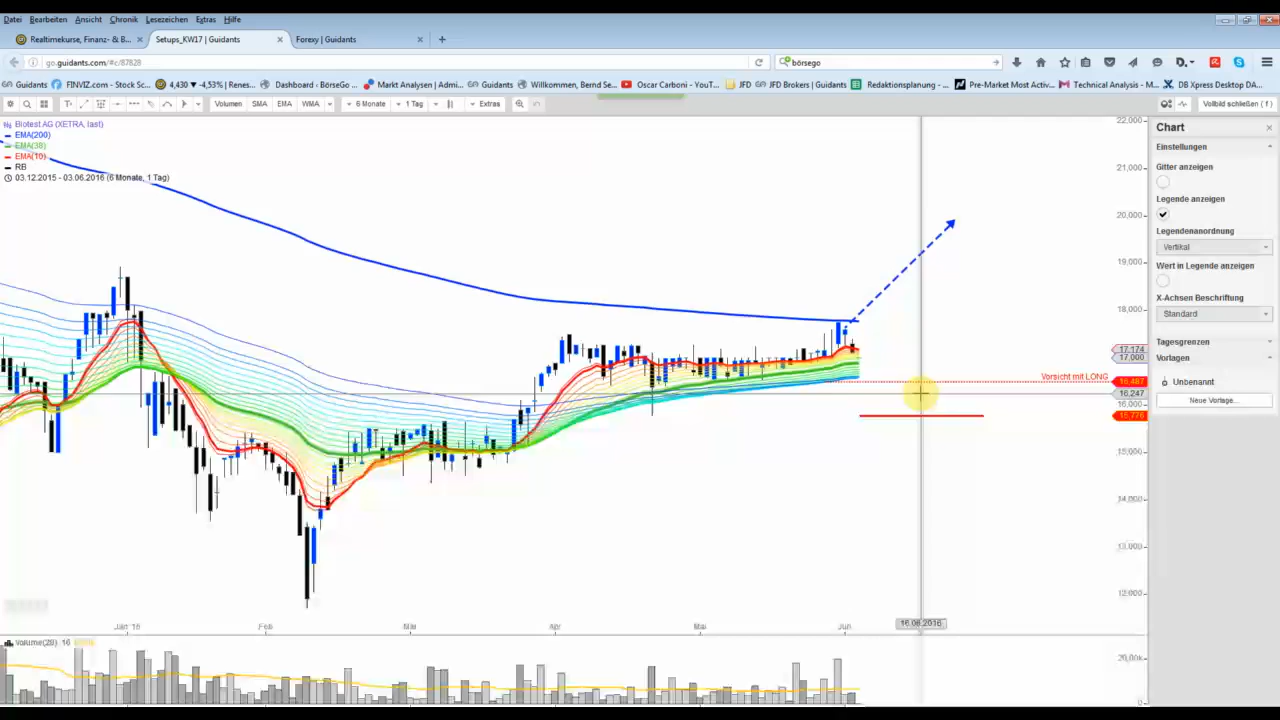 Datei Bearbeiten Ansicht Chronik Lesezeichen Extras Hilfe
Realtimekurse, Finanz- & B... Setups_KW17 | Guidants Forexy | Guidants
go.guidants.com/#c/87828 börsego
Guidants FINVIZ.com - Stock Sc... 4,430 ▼ -4,53% | Renes... Dashboard ‹ BörseGo ... Markt Analysen | Admi... Guidants Willkommen, Bernd Se... Oscar Carboni - YouT... JFD JFD Brokers | Guidants Redaktionsplanung - ... Pre-Market Most Activ... Technical Analysis - M... DB Xpress Desktop DA...
Volumen SMA EMA WMA 6 Monate 1 Tag Extras Vollbild schließen ( f )
Biotest AG (XETRA, last)
EMA(200)
EMA(38)
EMA(10)
RB
03.12.2015 - 03.06.2016 (6 Monate, 1 Tag)
22,000
21,000
20,000
19,000
18,000
17,174
17,000
Vorsicht mit LONG 16,487
16,247
16,000
15,776
15,000
14,000
13,000
12,000
Jan '16 Feb Mär Apr Mai Jun
16.06.2016
Volume(28) 16
20,00k
0
Chart
Einstellungen
Gitter anzeigen
Legende anzeigen
Legendenanordnung
Vertikal
Wert in Legende anzeigen
X-Achsen Beschriftung
Standard
Tagesgrenzen
Vorlagen
Unbenannt
Neue Vorlage...